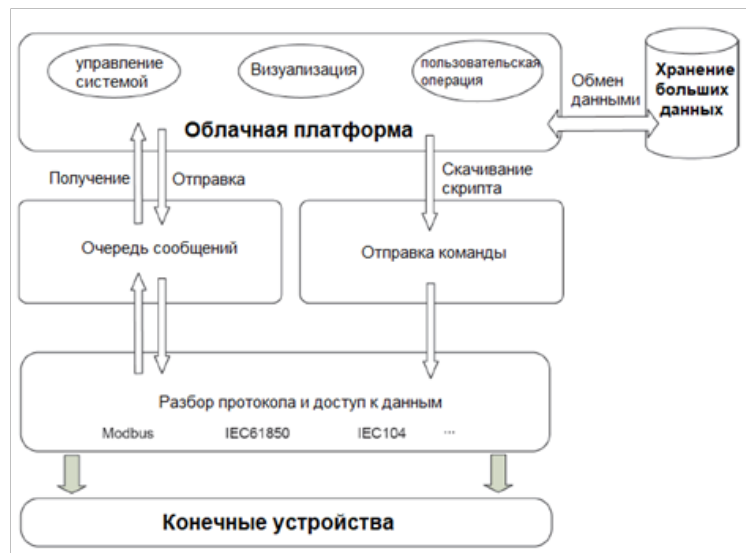 управление
системой
Визуализация
пользовательская
операция
Облачная платформа
Обмен
данными
Хранение
больших
данных
Получение
Отправка
Скачивание
скрипта
Очередь сообщений
Отправка команды
Разбор протокола и доступ к данным
Modbus IEC61850 IEC104 ...
Конечные устройства